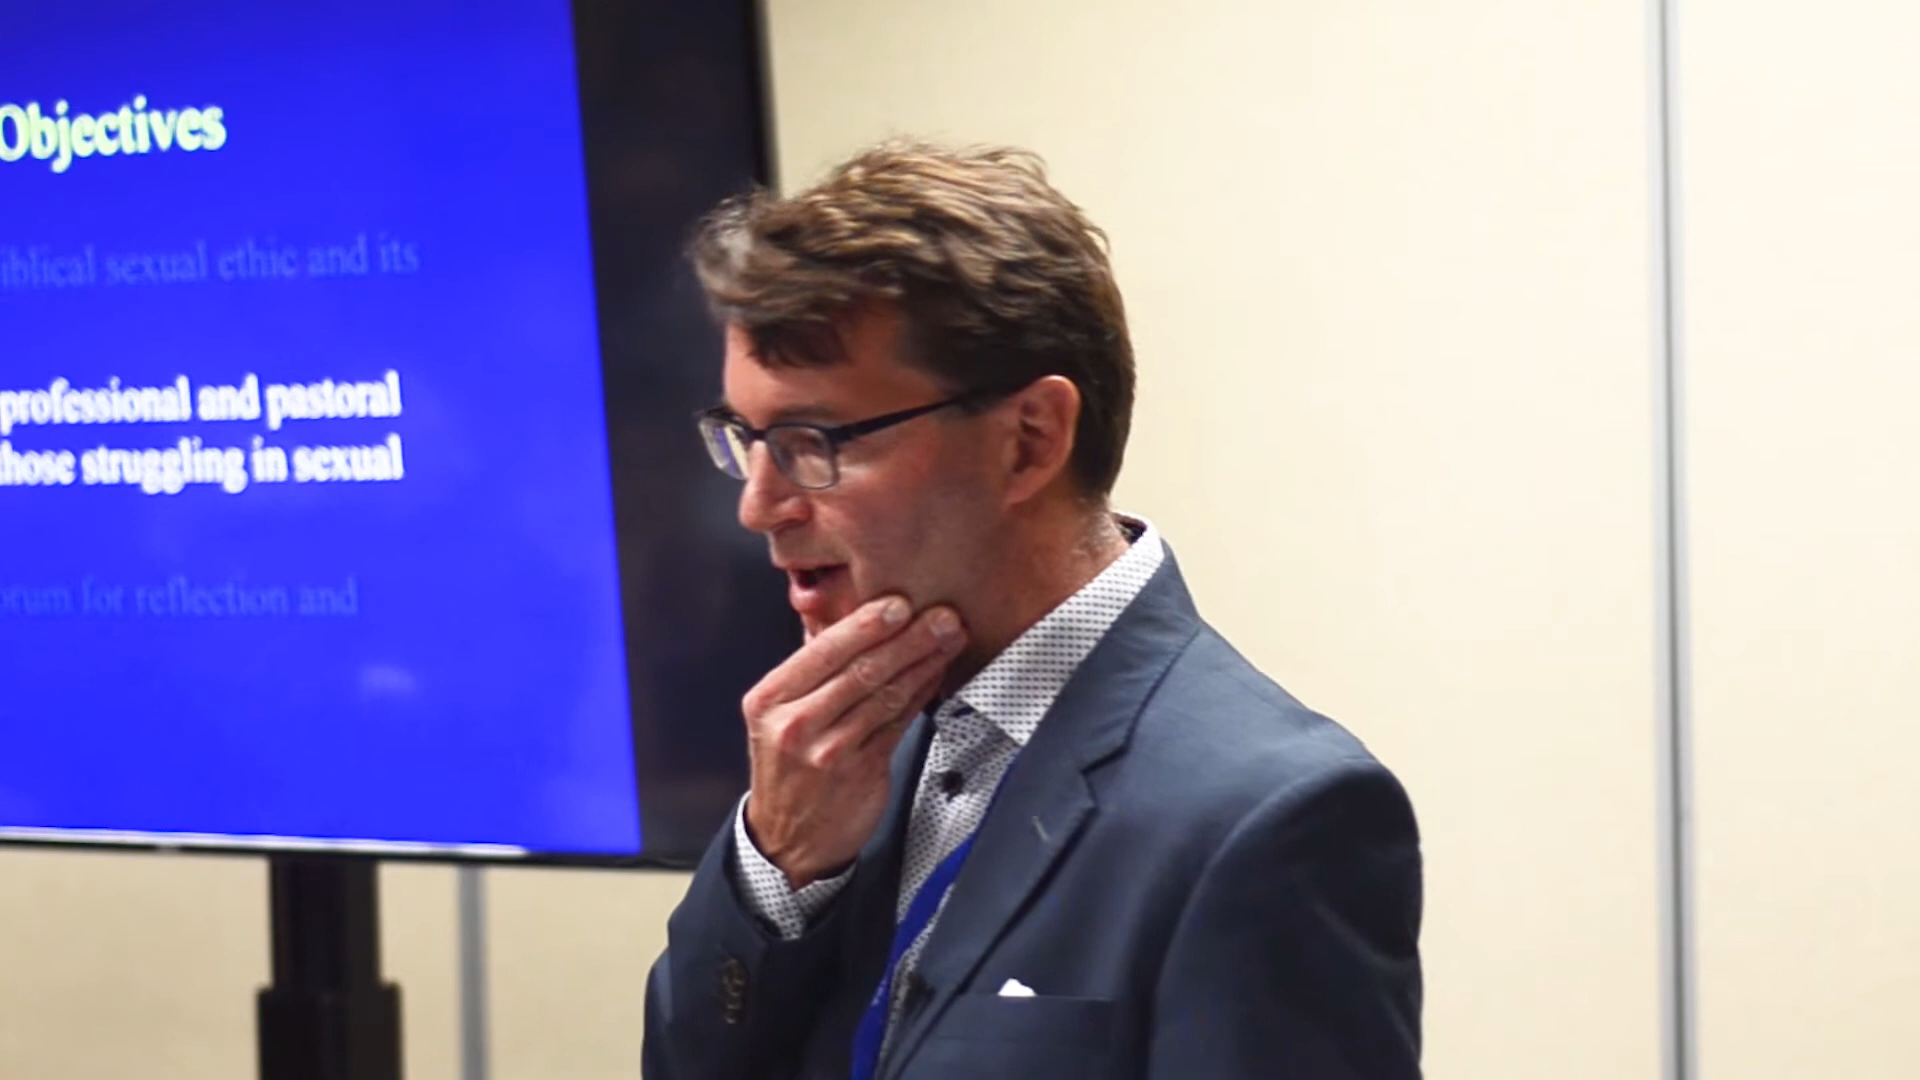 Objectives
iblical sexual ethic and its
professional and pastoral
those struggling in sexual
orum for reflection and